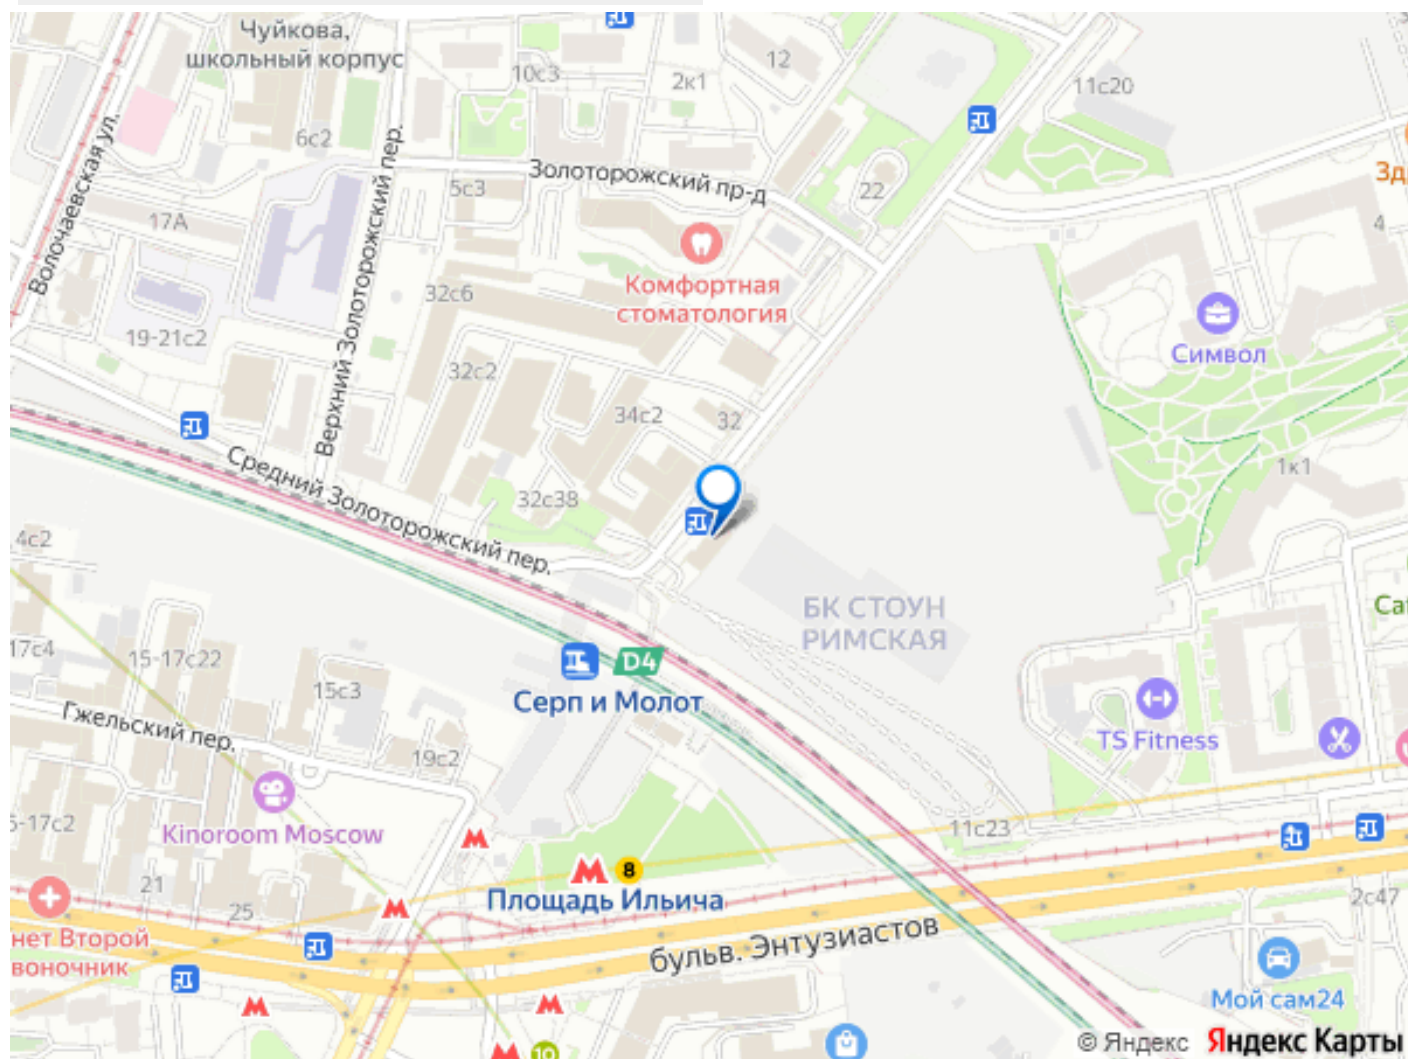 Чуйкова,
школьный корпус
10с3
2к1
12
11с20
6с2
Волочаевская ул.
Верхний Золоторожский пер.
Золоторожский пр-д
5с3
22
17А
4
Комфортная
стоматология
32с6
19-21с2
Символ
32с2
34с2
32
1к1
Средний Золоторожский пер.
32с38
4с2
БК СТОУН
РИМСКАЯ
17с4
15-17с22
15с3
D4
Серп и Молот
Гжельский пер.
19с2
TS Fitness
Kinoroom Moscow
5-17с2
11с23
8
Площадь Ильича
21
25
2с47
нет Второй
воночник
бульв. Энтузиастов
Мой сам24
10
© Яндекс Яндекс Карты